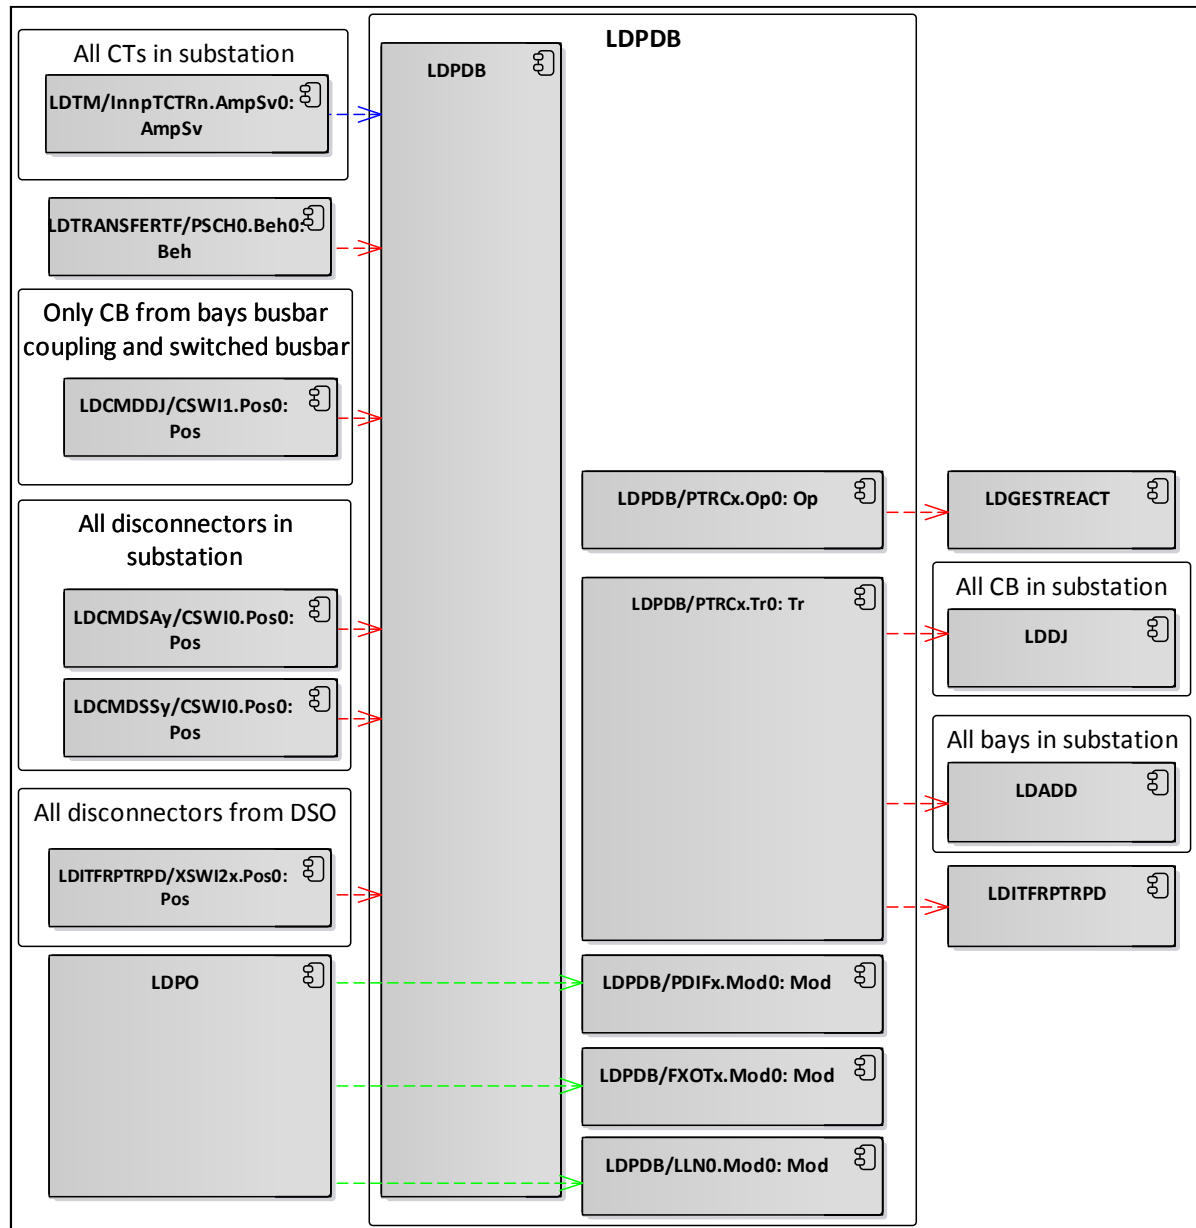 LDPDB
All CTs in substation
LDTM/InnpTCTRn.AmpSv0:
AmpSv
LDPDB
LDTRANSFERTF/PSCH0.Beh0:
Beh
Only CB from bays busbar
coupling and switched busbar
LDCMDDJ/CSWI1.Pos0:
Pos
All disconnectors in
substation
LDCMDSAy/CSWI0.Pos0:
Pos
LDCMDSSy/CSWI0.Pos0:
Pos
All disconnectors from DSO
LDITFRPTRPD/XSWI2x.Pos0:
Pos
LDPO
LDPDB/PTRCx.Op0: Op
LDPDB/PTRCx.Tr0: Tr
LDPDB/PDIFx.Mod0: Mod
LDPDB/FXOTx.Mod0: Mod
LDPDB/LLN0.Mod0: Mod
LDGESTREACT
All CB in substation
LDDJ
All bays in substation
LDADD
LDITFRPTRPD